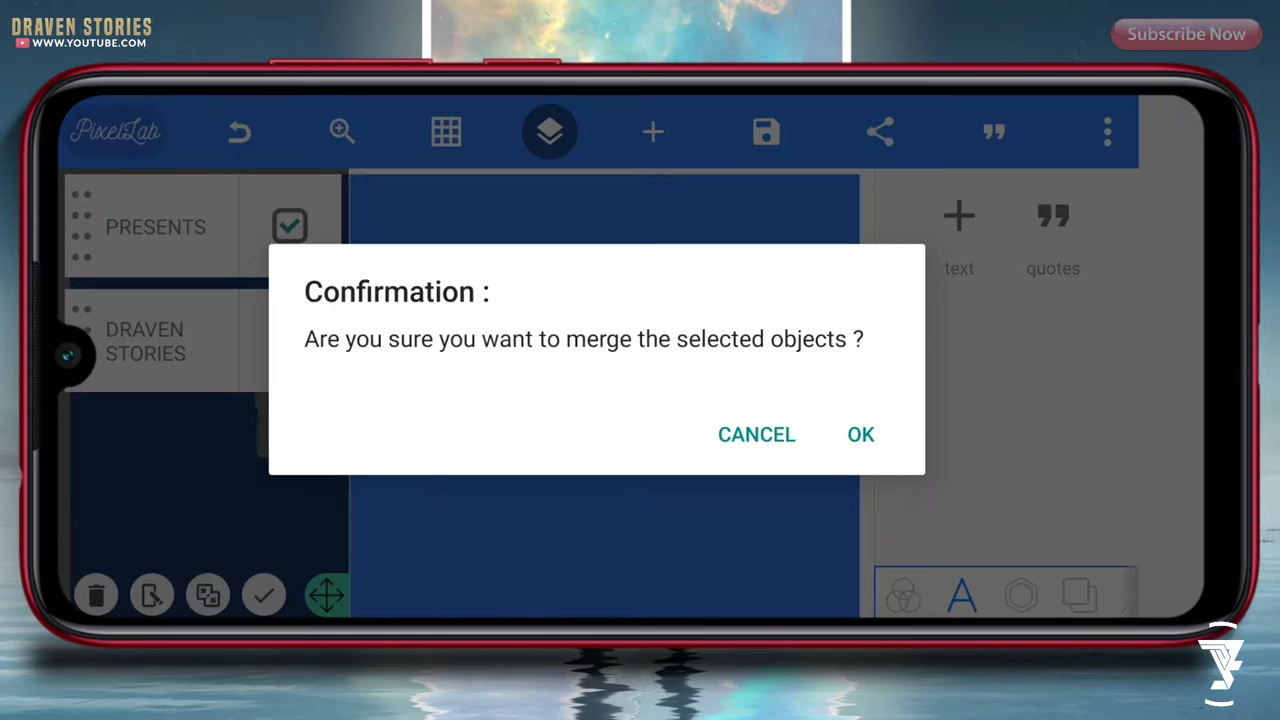 DRAVEN STORIES
WWW.YOUTUBE.COM
Subscribe Now
PixelLab
PRESENTS
DRAVEN
STORIES
text
quotes
Confirmation :
Are you sure you want to merge the selected objects ?
CANCEL
OK